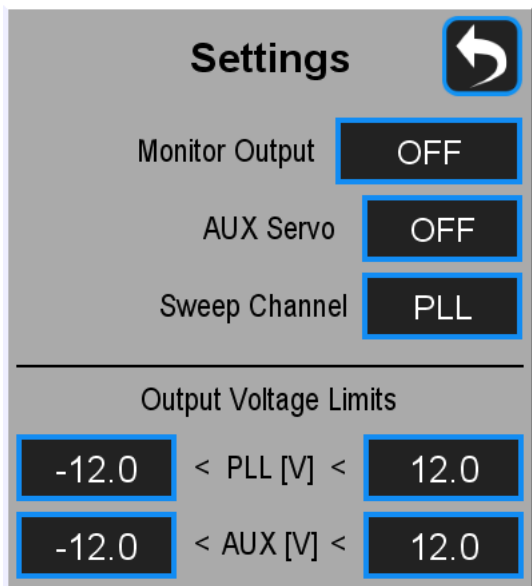 Settings
Monitor Output OFF
AUX Servo OFF
Sweep Channel PLL
Output Voltage Limits
-12.0 < PLL [V] < 12.0
-12.0 < AUX [V] < 12.0